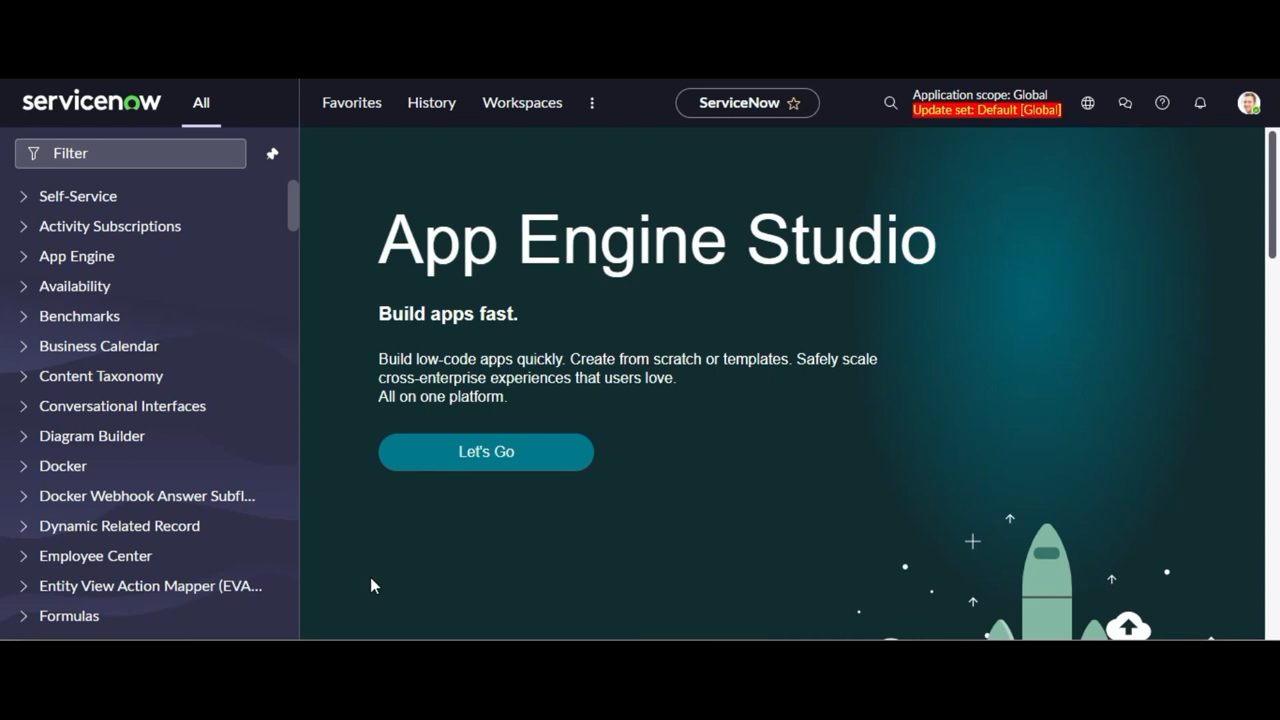 servicenow
All
Favorites
History
Workspaces
ServiceNow
Application scope: Global
Update set: Default [Global]
Filter
Self-Service
Activity Subscriptions
App Engine
Availability
Benchmarks
Business Calendar
Content Taxonomy
Conversational Interfaces
Diagram Builder
Docker
Docker Webhook Answer Subfl...
Dynamic Related Record
Employee Center
Entity View Action Mapper (EVA...
Formulas
App Engine Studio
Build apps fast.
Build low-code apps quickly. Create from scratch or templates. Safely scale
cross-enterprise experiences that users love.
All on one platform.
Let's Go